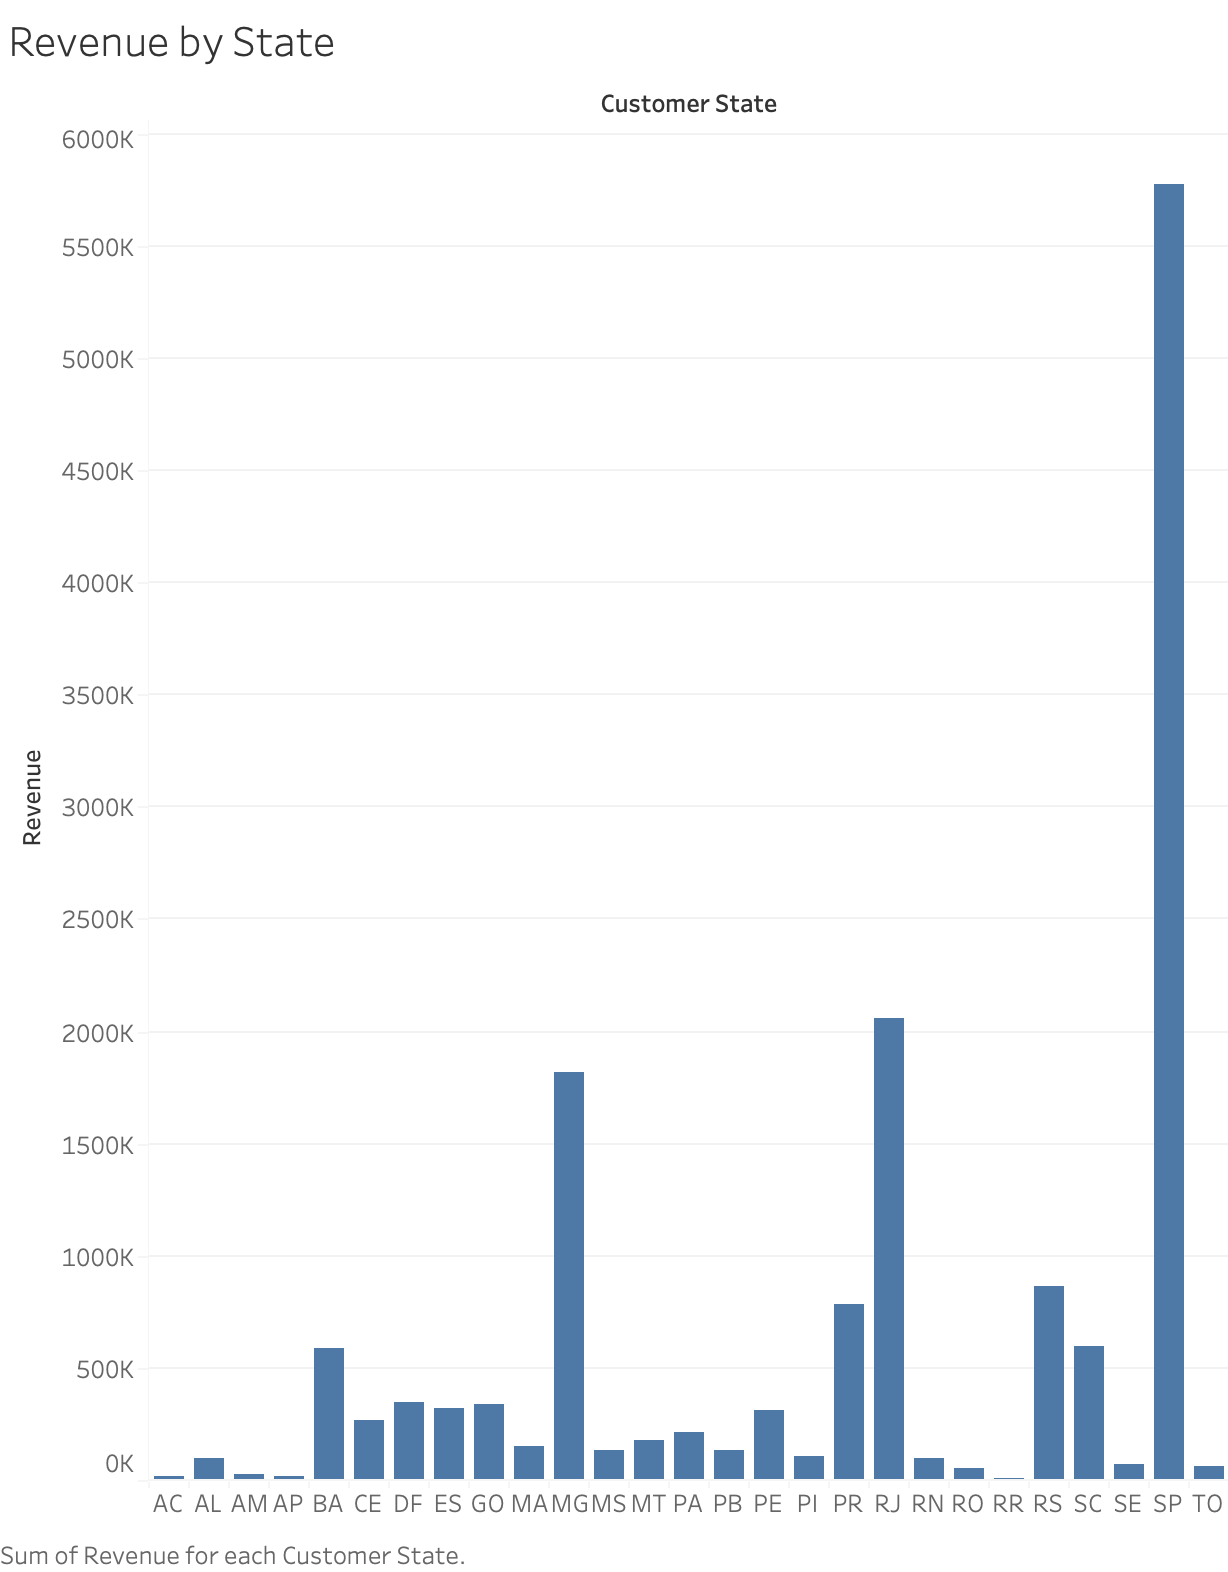 Revenue by State
Customer State
6000K
5500K
5000K
4500K
4000K
3500K
3000K
2500K
2000K
1500K
1000K
500K
0K
Revenue
AC AL AM AP BA CE DF ES GO MA MG MS MT PA PB PE PI PR RJ RN RO RR RS SC SE SP TO
Sum of Revenue for each Customer State.